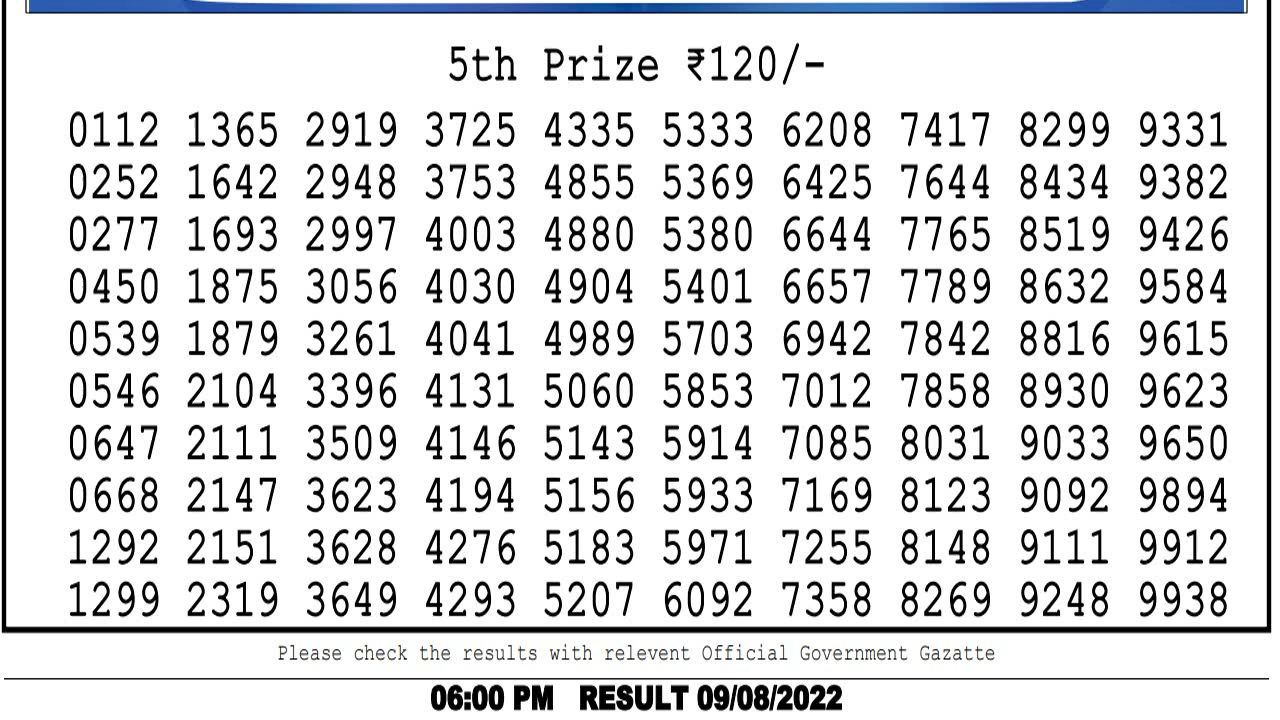 5th Prize ₹120/-
0112 1365 2919 3725 4335 5333 6208 7417 8299 9331
0252 1642 2948 3753 4855 5369 6425 7644 8434 9382
0277 1693 2997 4003 4880 5380 6644 7765 8519 9426
0450 1875 3056 4030 4904 5401 6657 7789 8632 9584
0539 1879 3261 4041 4989 5703 6942 7842 8816 9615
0546 2104 3396 4131 5060 5853 7012 7858 8930 9623
0647 2111 3509 4146 5143 5914 7085 8031 9033 9650
0668 2147 3623 4194 5156 5933 7169 8123 9092 9894
1292 2151 3628 4276 5183 5971 7255 8148 9111 9912
1299 2319 3649 4293 5207 6092 7358 8269 9248 9938
Please check the results with relevent Official Government Gazatte
06:00 PM RESULT 09/08/2022